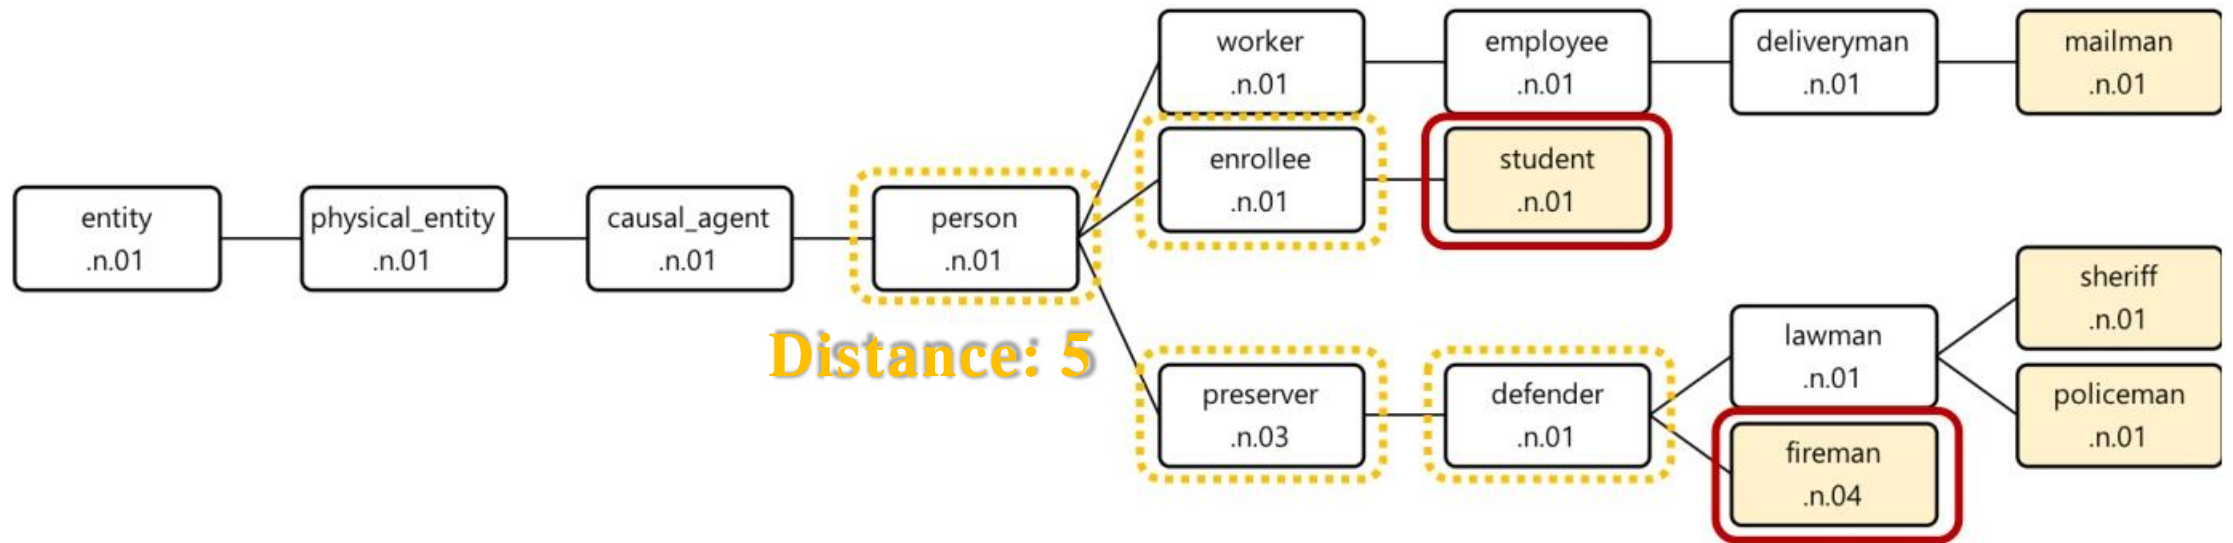 worker
.n.01
employee
.n.01
deliveryman
.n.01
mailman
.n.01
enrollee
.n.01
student
.n.01
entity
.n.01
physical_entity
.n.01
causal_agent
.n.01
person
.n.01
sheriff
.n.01
lawman
.n.01
Distance: 5
preserver
.n.03
defender
.n.01
policeman
.n.01
fireman
.n.04